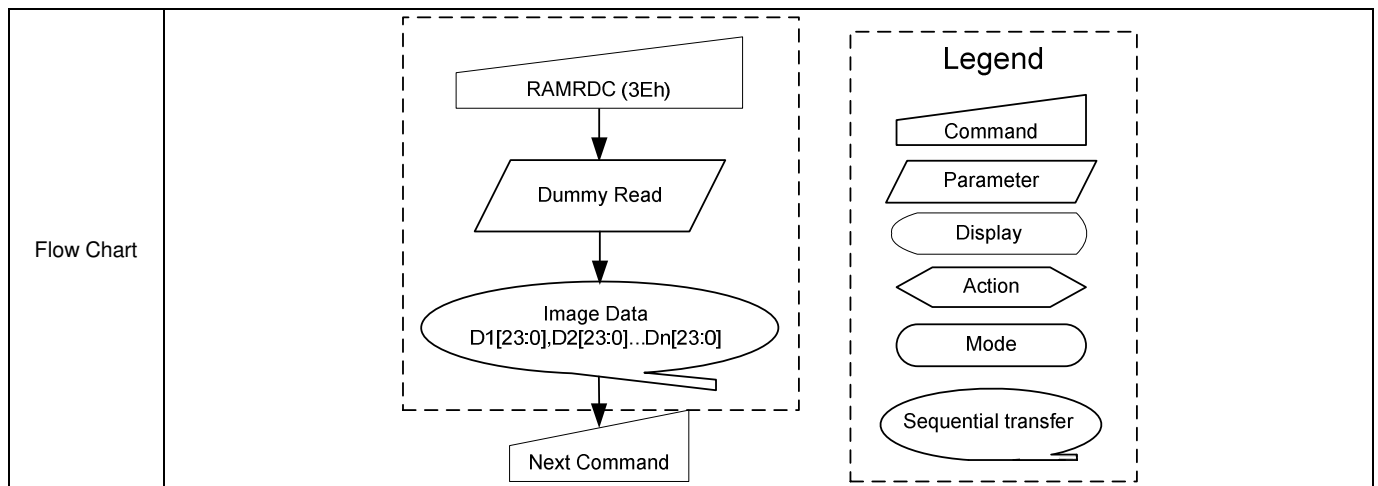 Flow Chart
RAMRDC (3Eh)
Dummy Read
Image Data
D1[23:0],D2[23:0]...Dn[23:0]
Next Command
Legend
Command
Parameter
Display
Action
Mode
Sequential transfer